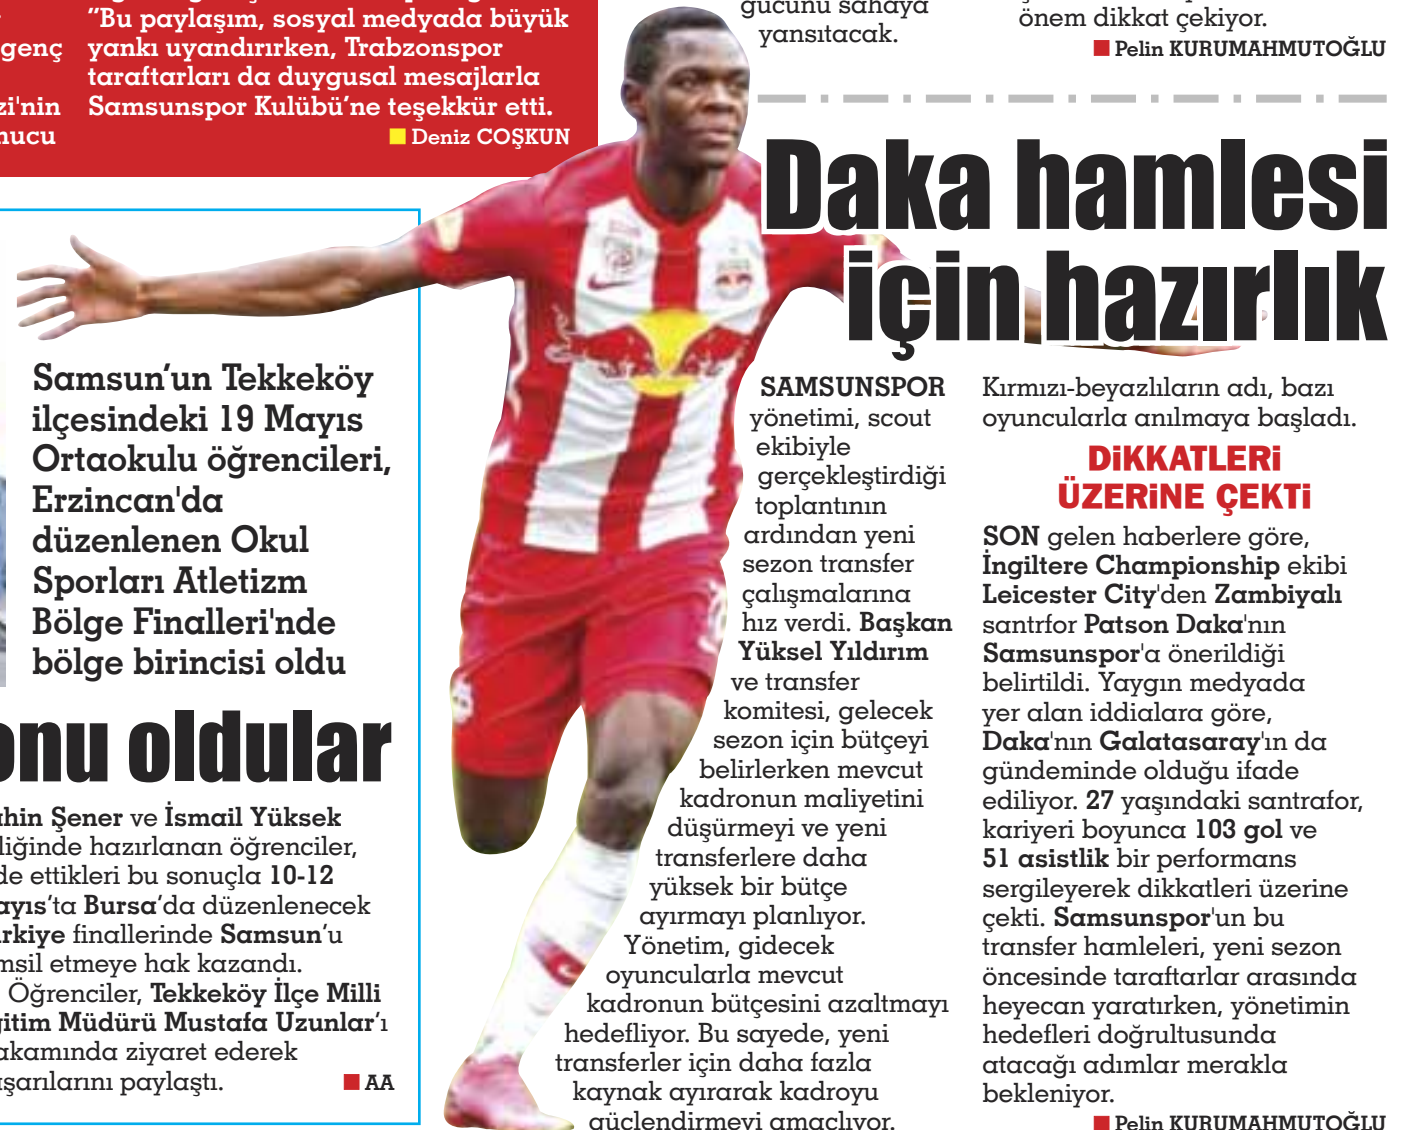 "Bu paylaşım, sosyal medyada büyük
yankı uyandırırken, Trabzonspor
taraftarları da duygusal mesajlarla
Samsunspor Kulübü'ne teşekkür etti.
Deniz COŞKUN
genç
zi'nin
nucu
gücünü sahaya
yansıtacak.
önem dikkat çekiyor.
Pelin KURUMAHMUTOĞLU
Samsun'un Tekkeköy
ilçesindeki 19 Mayıs
Ortaokulu öğrencileri,
Erzincan'da
düzenlenen Okul
Sporları Atletizm
Bölge Finalleri'nde
bölge birincisi oldu
onu oldular
ahin Şener ve İsmail Yüksek
liğinde hazırlanan öğrenciler,
de ettikleri bu sonuçla 10-12
ayıs'ta Bursa'da düzenlenecek
rkiye finallerinde Samsun'u
msil etmeye hak kazandı.
Öğrenciler, Tekkeköy İlçe Milli
ğitim Müdürü Mustafa Uzunlar'ı
akamında ziyaret ederek
aşarılarını paylaştı.
AA
Daka hamlesi
için hazırlık
SAMSUNSPOR
yönetimi, scout
ekibiyle
gerçekleştirdiği
toplantının
ardından yeni
sezon transfer
çalışmalarına
hız verdi. Başkan
Yüksel Yıldırım
ve transfer
komitesi, gelecek
sezon için bütçeyi
belirlerken mevcut
kadronun maliyetini
düşürmeyi ve yeni
transferlere daha
yüksek bir bütçe
ayırmayı planlıyor.
Yönetim, gidecek
oyuncularla mevcut
kadronun bütçesini azaltmayı
hedefliyor. Bu sayede, yeni
transferler için daha fazla
kaynak ayırarak kadroyu
güçlendirmeyi amaçlıyor.
Kırmızı-beyazlıların adı, bazı
oyuncularla anılmaya başladı.
DiKKATLERi
ÜZERiNE ÇEKTi
SON gelen haberlere göre,
İngiltere Championship ekibi
Leicester City'den Zambiyalı
santrfor Patson Daka'nın
Samsunspor'a önerildiği
belirtildi. Yaygın medyada
yer alan iddialara göre,
Daka'nın Galatasaray'ın da
gündeminde olduğu ifade
ediliyor. 27 yaşındaki santrafor,
kariyeri boyunca 103 gol ve
51 asistlik bir performans
sergileyerek dikkatleri üzerine
çekti. Samsunspor'un bu
transfer hamleleri, yeni sezon
öncesinde taraftarlar arasında
heyecan yaratırken, yönetimin
hedefleri doğrultusunda
atacağı adımlar merakla
bekleniyor.
Pelin KURUMAHMUTOĞLU